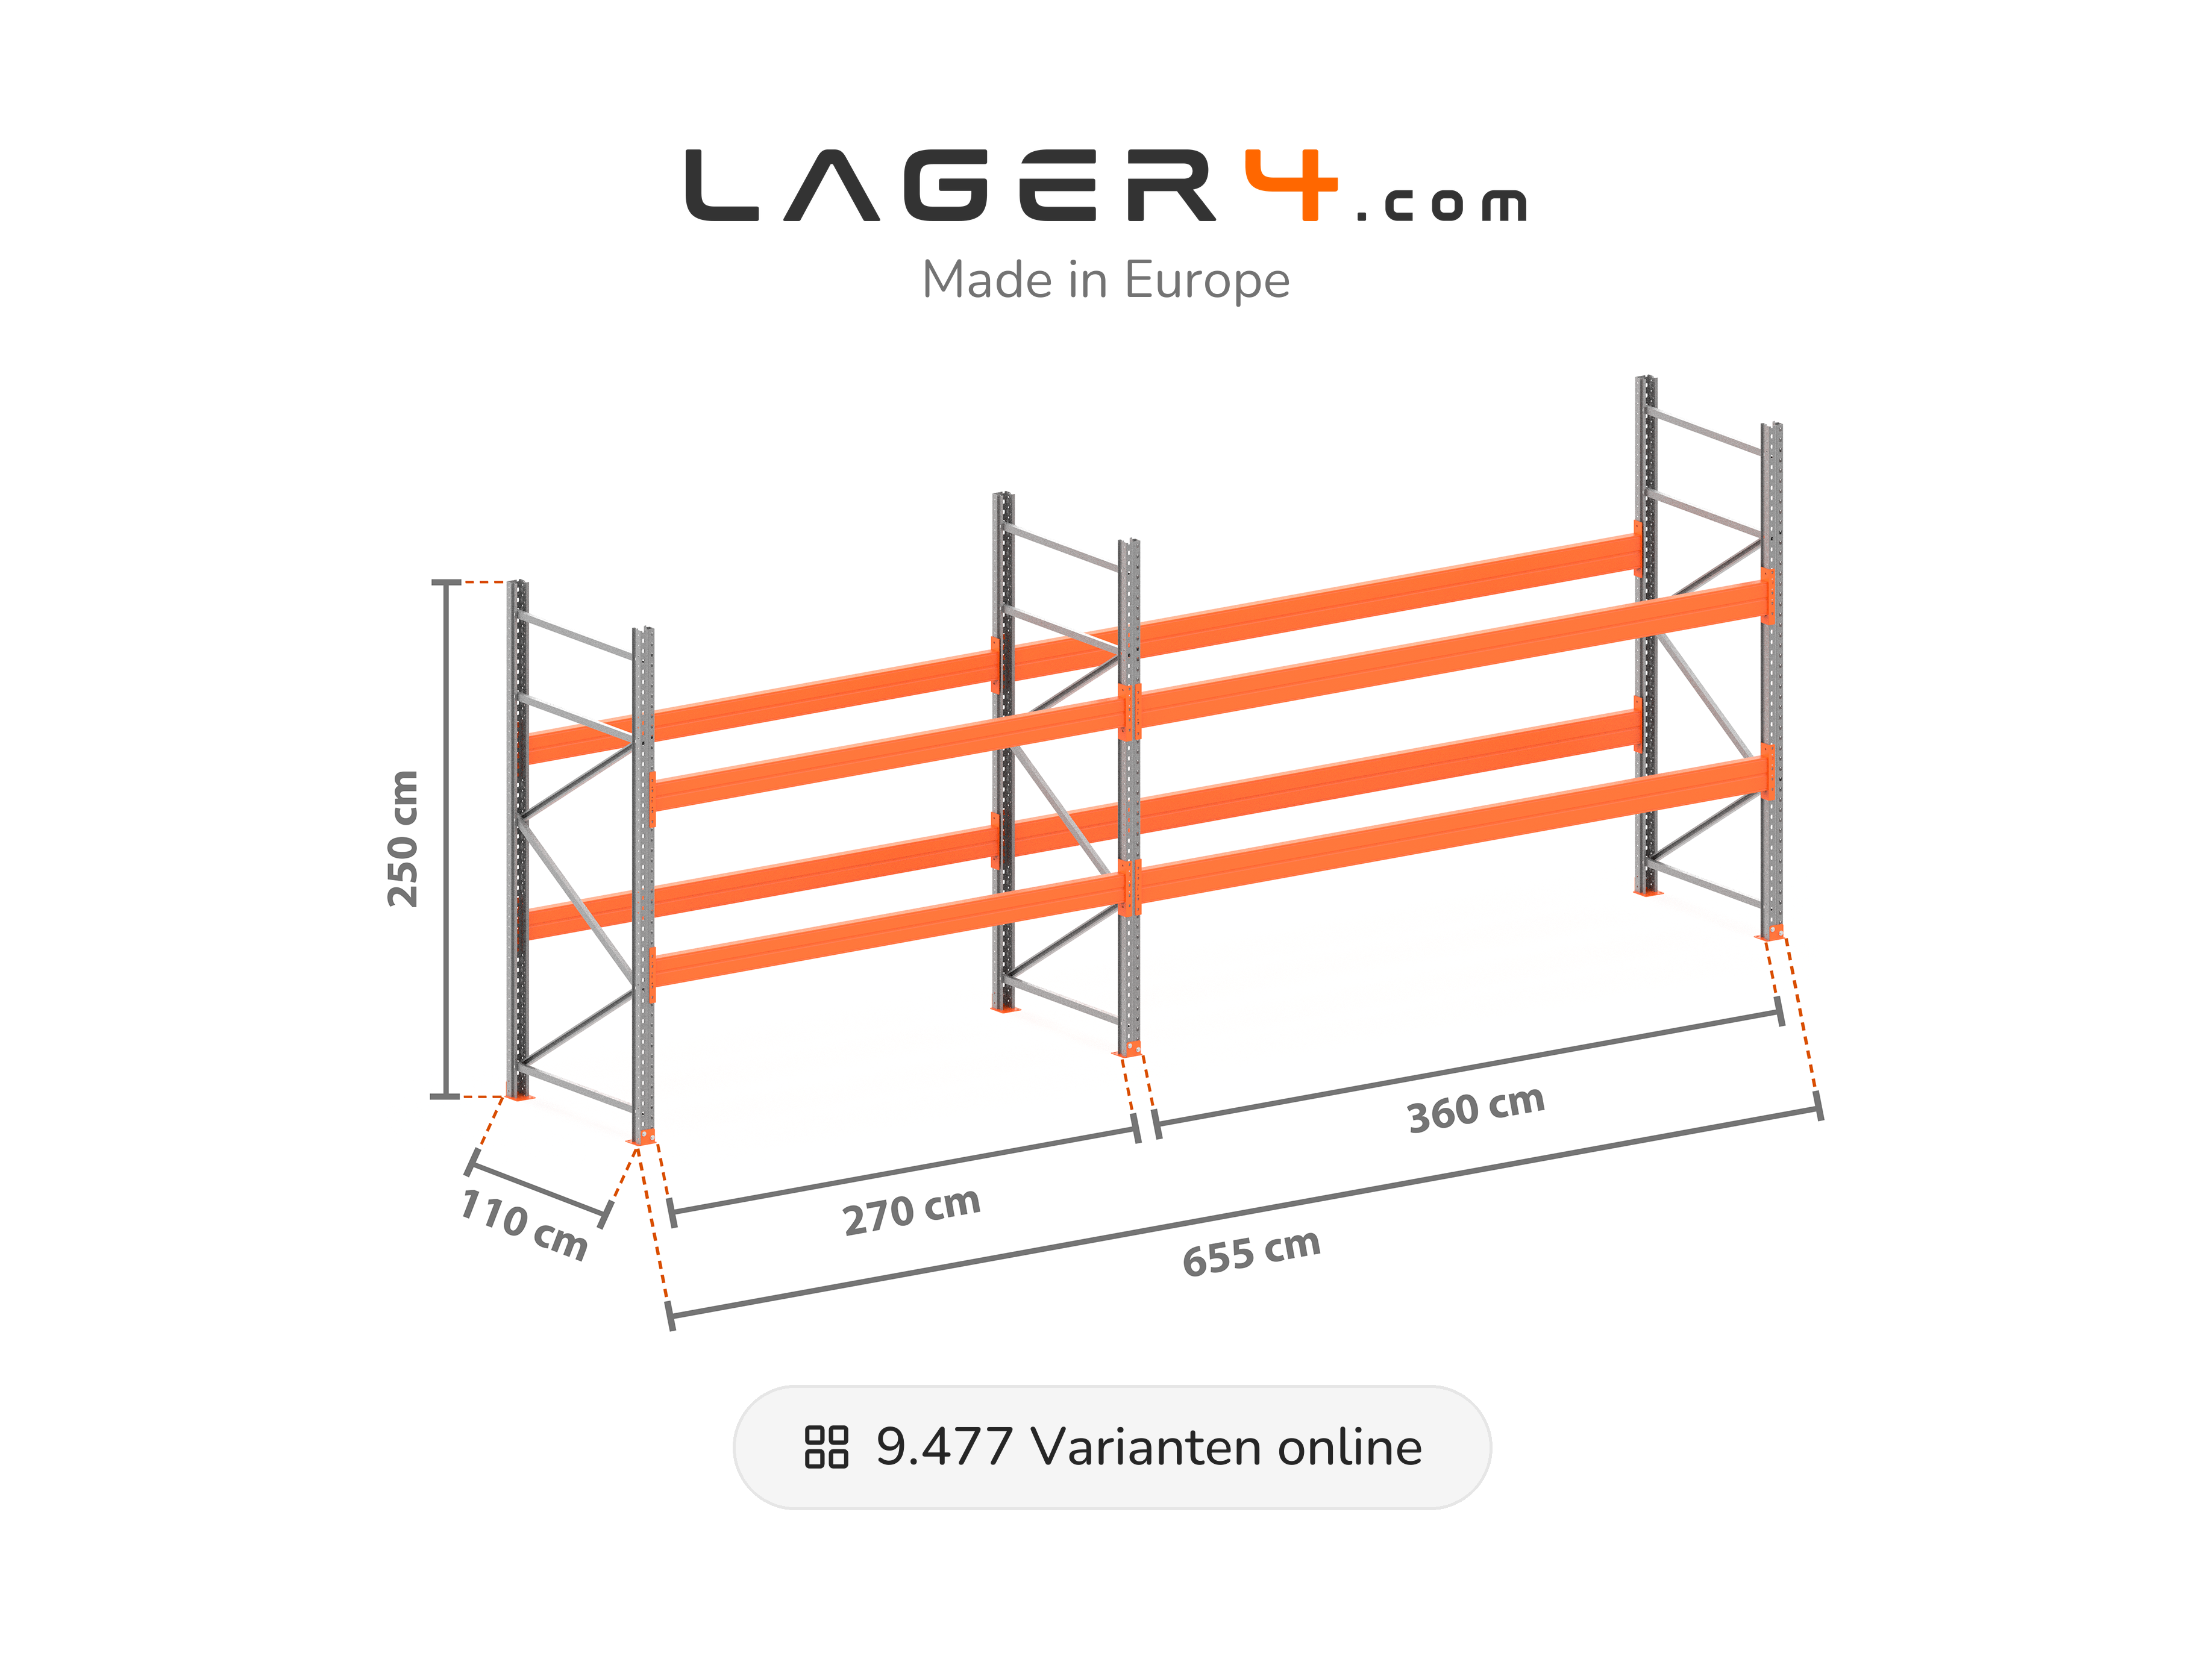 LAGER4.com
Made in Europe
250 cm
110 cm
270 cm
360 cm
655 cm
9.477 Varianten online